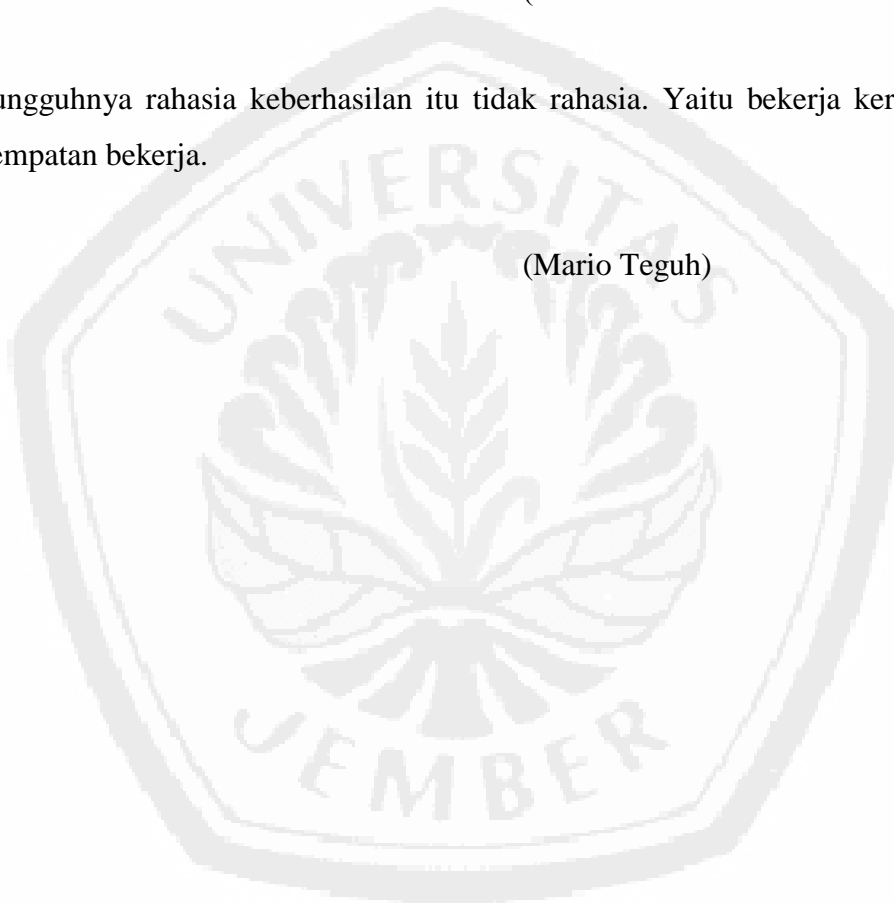 ungguhnya rahasia keberhasilan itu tidak rahasia. Yaitu bekerja ker
empatan bekerja.
(Mario Teguh)
UNIVERSITAS
JEMBER